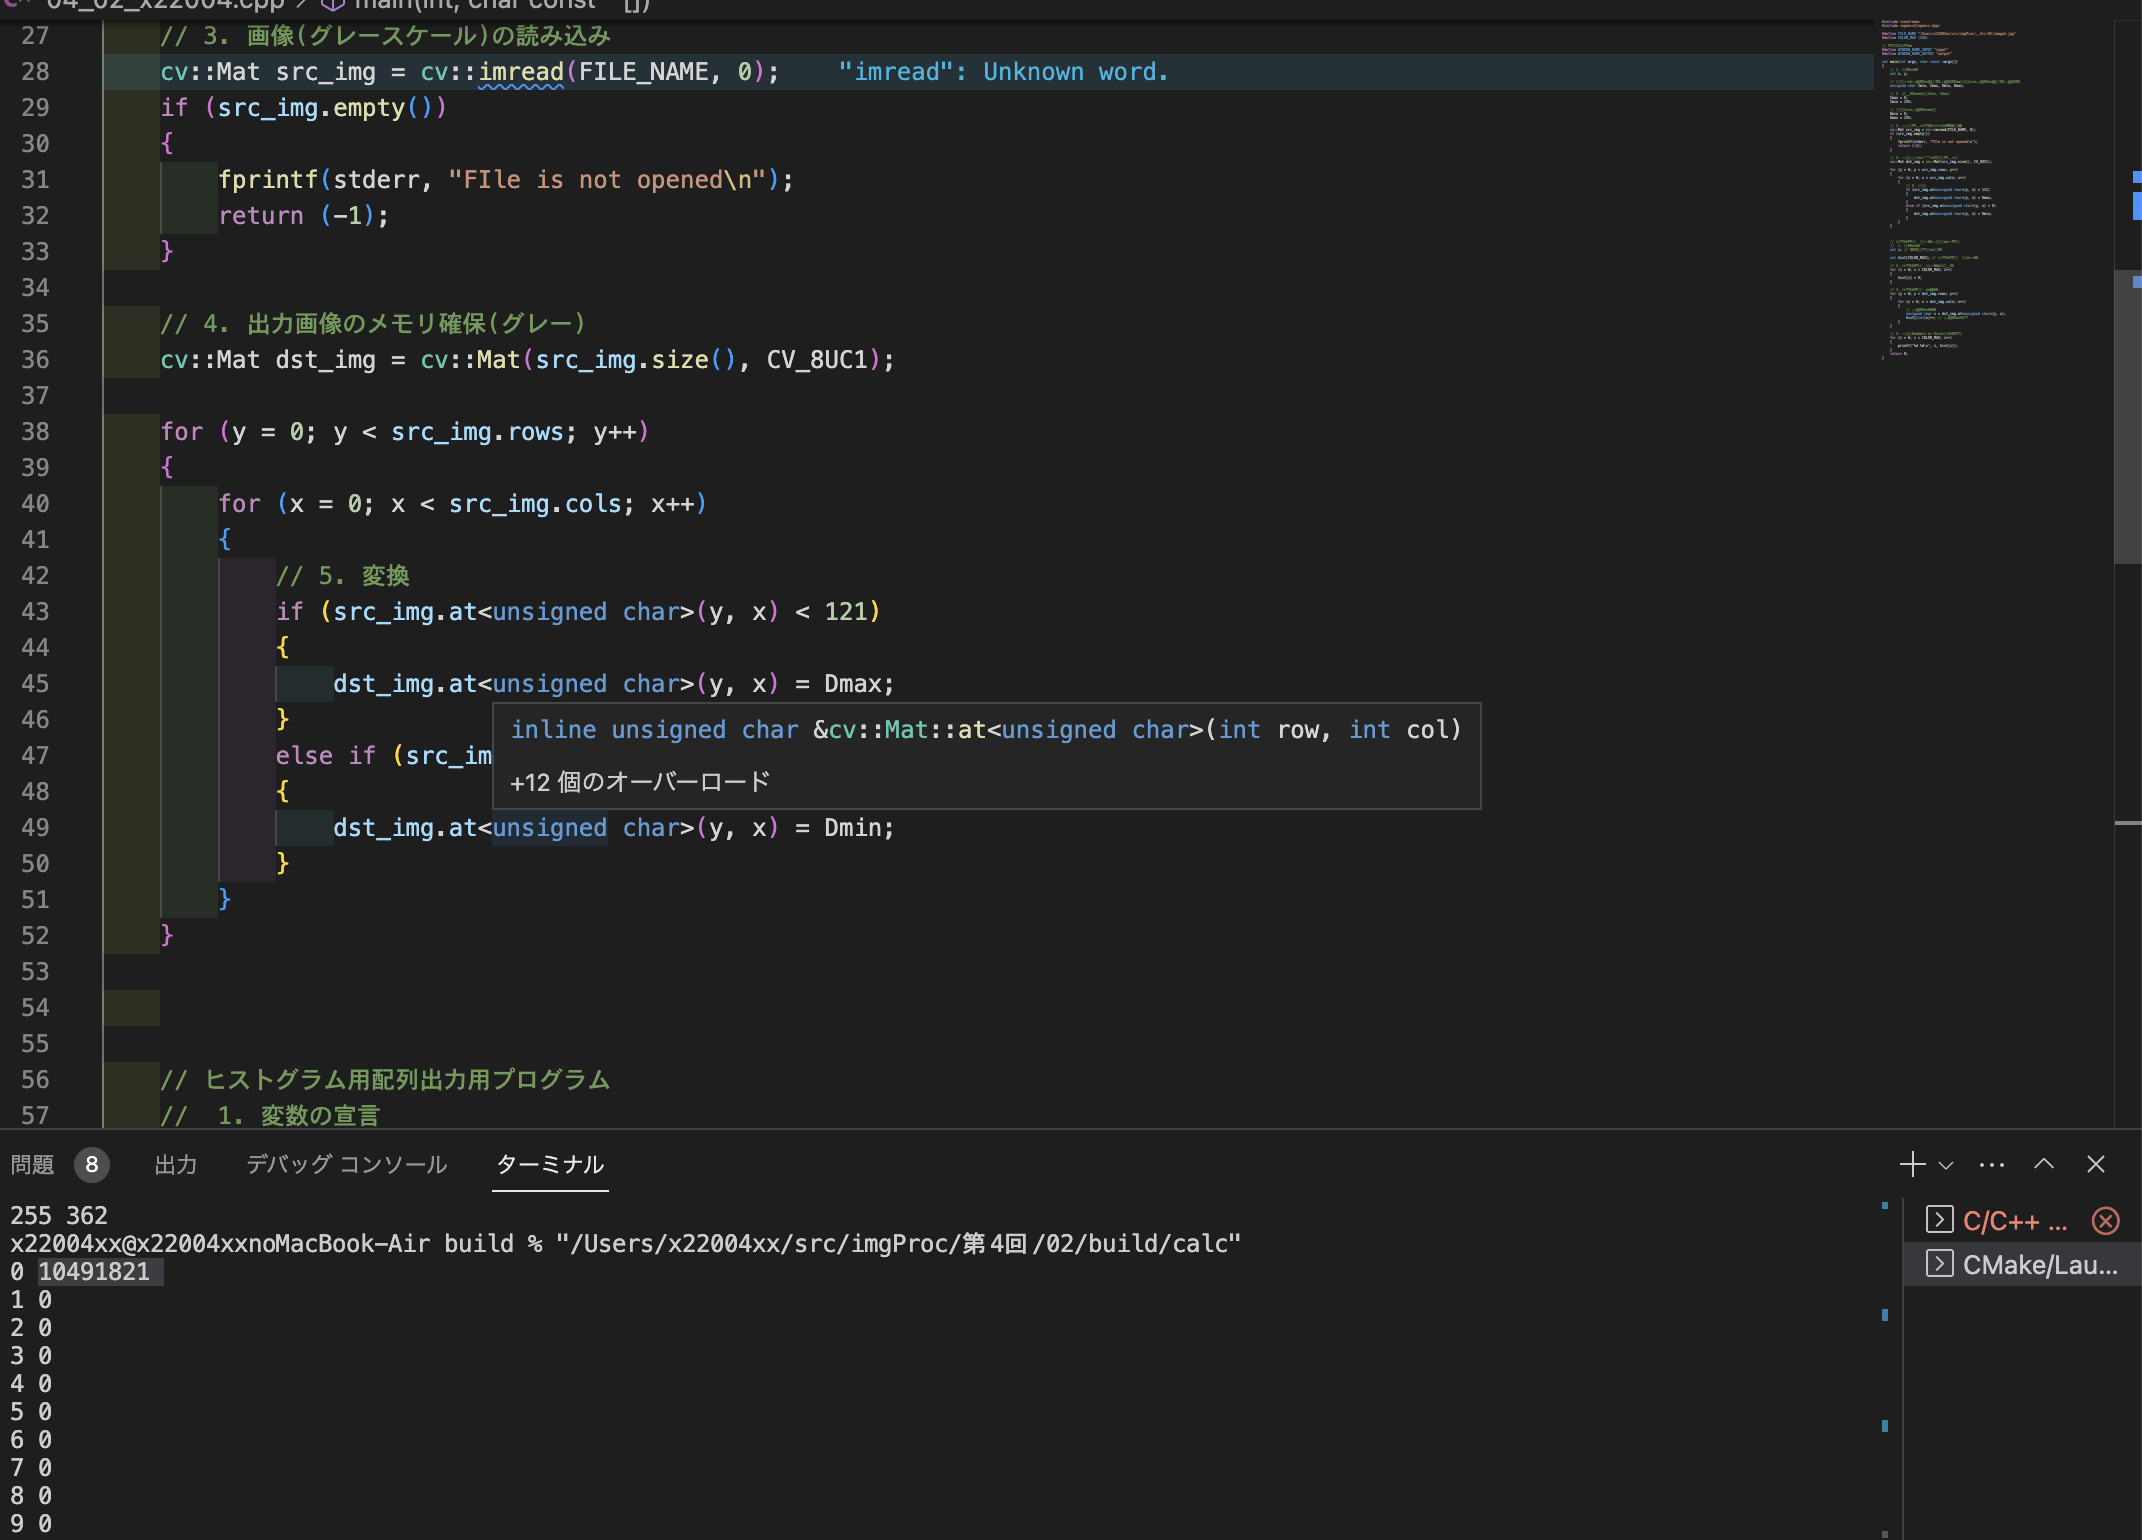 04_02_x22004.cpp > main(int, char const * [])
27 // 3. 画像(グレースケール)の読み込み
28 cv::Mat src_img = cv::imread(FILE_NAME, 0); "imread": Unknown word.
29 if (src_img.empty())
30 {
31 fprintf(stderr, "FIle is not opened\n");
32 return (-1);
33 }
34
35 // 4. 出力画像のメモリ確保(グレー)
36 cv::Mat dst_img = cv::Mat(src_img.size(), CV_8UC1);
37
38 for (y = 0; y < src_img.rows; y++)
39 {
40 for (x = 0; x < src_img.cols; x++)
41 {
42 // 5. 変換
43 if (src_img.at<unsigned char>(y, x) < 121)
44 {
45 dst_img.at<unsigned char>(y, x) = Dmax;
46 }
inline unsigned char &cv::Mat::at<unsigned char>(int row, int col)
47 else if (src_im
+12 個のオーバーロード
48 {
49 dst_img.at<unsigned char>(y, x) = Dmin;
50 }
51 }
52 }
53
54
55
56 // ヒストグラム用配列出力用プログラム
57 // 1. 変数の宣言
問題 8 出力 デバッグ コンソール ターミナル
255 362
x22004xx@x22004xxnoMacBook-Air build % "/Users/x22004xx/src/imgProc/第4回/02/build/calc"
0 10491821
1 0
2 0
3 0
4 0
5 0
6 0
7 0
8 0
9 0
C/C++ ...
CMake/Lau...